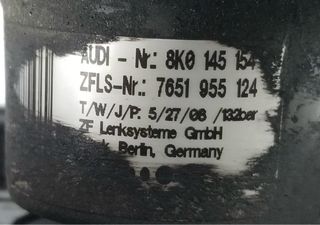 AUDI - Nr: 8K0 145 154
ZFLS-Nr.: 7651 955 124
T/W/J/P. 5/27/08 /132bar
ZF Lenksysteme GmbH
Berlin, Germany